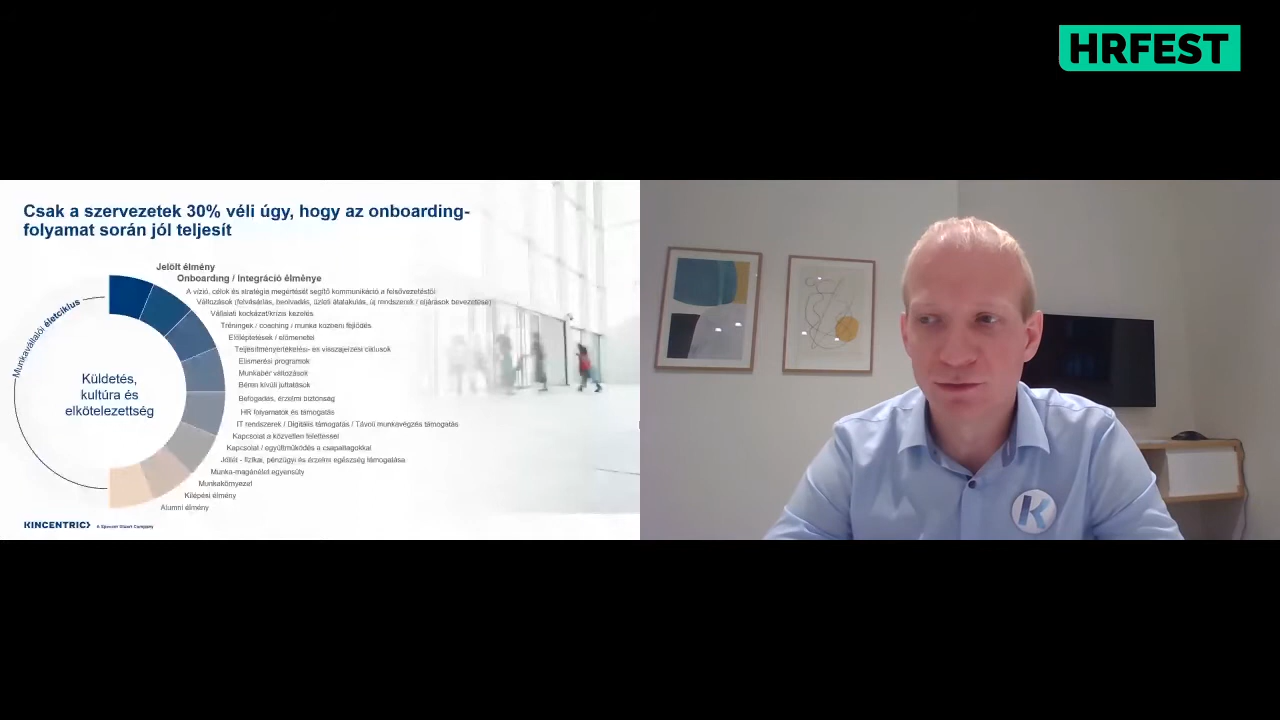 HRFEST
Csak a szervezetek 30% véli úgy, hogy az onboarding-
folyamat során jól teljesít
Jelölt élmény
Onboarding / Integráció élménye
A vízió, célok és stratégia megértését segítő kommunikáció a felsővezetéstől
Változások (felvásárlás, beolvadás, üzleti átalakulás, új rendszerek / eljárások bevezetése)
Vállalati kockázat/krízis kezelés
Tréningek / coaching / munka közbeni fejlődés
Előléptetések / előmenetel
Teljesítményértékelési- és visszajelzési ciklusok
Elismerési programok
Munkabér változások
Béren kívüli juttatások
Befogadás, érzelmi biztonság
HR folyamatok és támogatás
IT rendszerek / Digitális támogatás / Távoli munkavégzés támogatás
Kapcsolat a közvetlen felettessel
Kapcsolat / együttműködés a csapattagokkal
Jóllét - fizikai, pénzügyi és érzelmi egészség támogatása
Munka-magánélet egyensúly
Munkakörnyezet
Kilépési élmény
Alumni élmény
Munkavállalói életciklus
Küldetés,
kultúra és
elkötelezettség
KINCENTRIC A Spencer Stuart Company
K